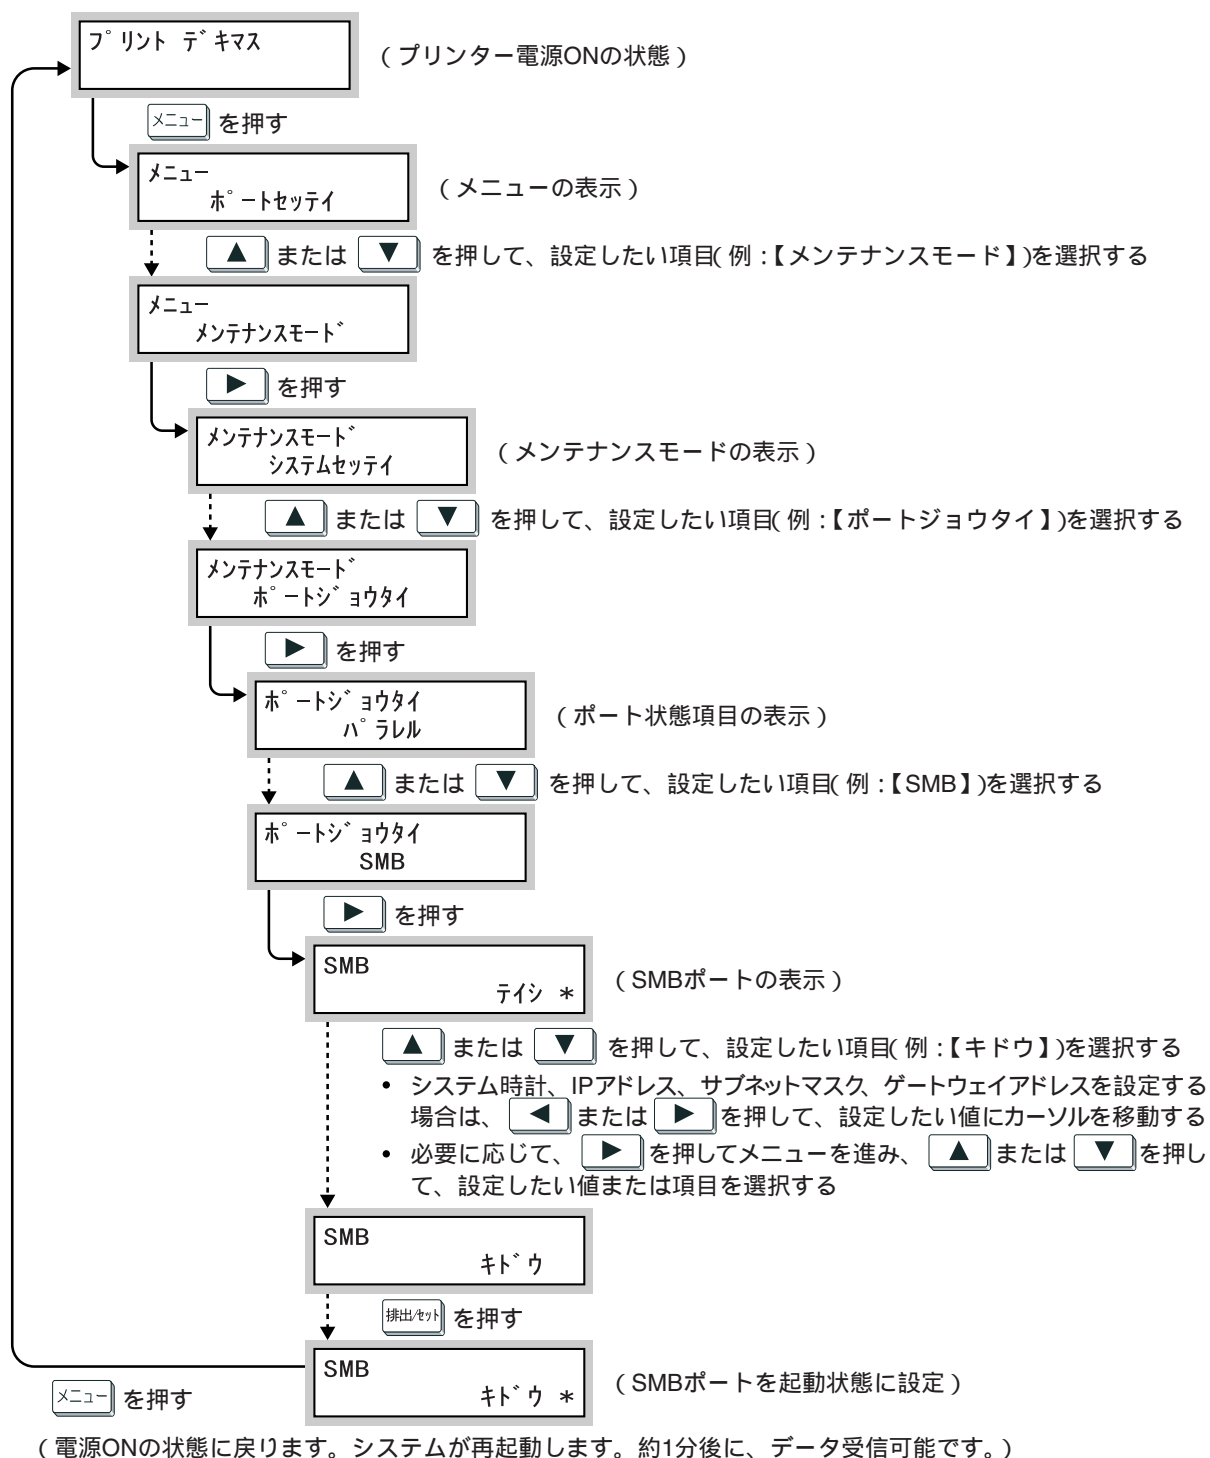 プリント デキマス
(プリンター電源ONの状態)
メニュー を押す
メニュー
ポートセッテイ
(メニューの表示)
▲ または ▼ を押して、設定したい項目(例:【メンテナンスモード】)を選択する
メニュー
メンテナンスモード
▶ を押す
メンテナンスモード
システムセッテイ
(メンテナンスモードの表示)
▲ または ▼ を押して、設定したい項目(例:【ポートジョウタイ】)を選択する
メンテナンスモード
ポートジョウタイ
▶ を押す
ポートジョウタイ
パラレル
(ポート状態項目の表示)
▲ または ▼ を押して、設定したい項目(例:【SMB】)を選択する
ポートジョウタイ
SMB
▶ を押す
SMB
テイシ *
(SMBポートの表示)
▲ または ▼ を押して、設定したい項目(例:【キドウ】)を選択する
• システム時計、IPアドレス、サブネットマスク、ゲートウェイアドレスを設定する
場合は、 ◀ または ▶ を押して、設定したい値にカーソルを移動する
• 必要に応じて、 ▶ を押してメニューを進み、 ▲ または ▼ を押し
て、設定したい値または項目を選択する
SMB
キドウ
排出/セット を押す
SMB
キドウ *
(SMBポートを起動状態に設定)
メニュー を押す
(電源ONの状態に戻ります。システムが再起動します。約1分後に、データ受信可能です。)